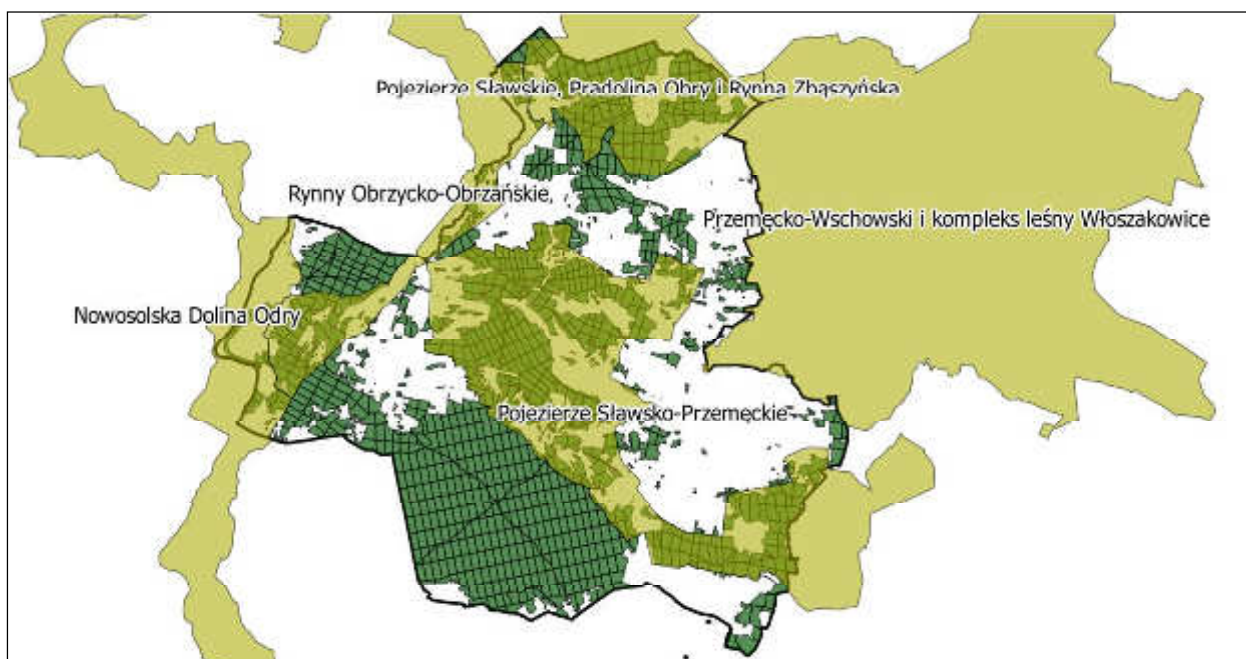 Pojezierze Sławskie, Pradolina Obry i Rynna Zbąszyńska
Rynny Obrzycko-Obrzańskie,
Przemęcko-Wschowski i kompleks leśny Włoszakowice
Nowosolska Dolina Odry
Pojezierze Sławsko-Przemęckie